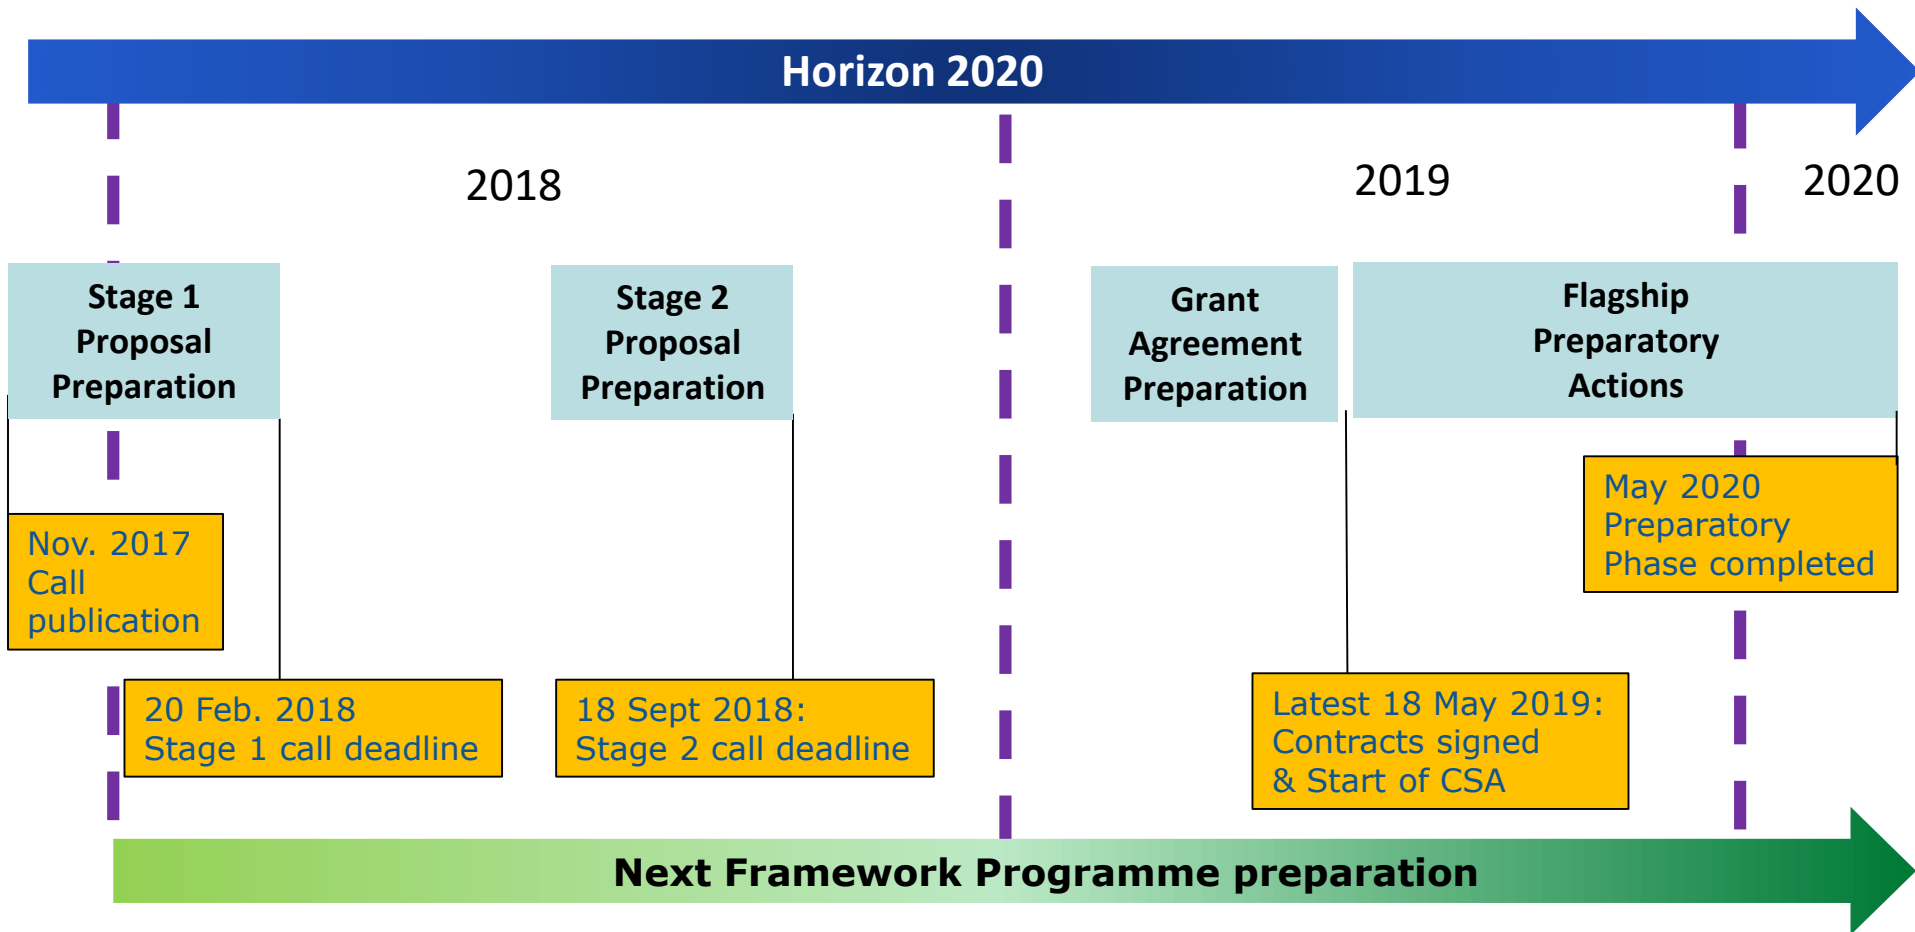 Horizon 2020
2018
2019
2020
Stage 1
Proposal
Preparation
Stage 2
Proposal
Preparation
Grant
Agreement
Preparation
Flagship
Preparatory
Actions
Nov. 2017
Call
publication
May 2020
Preparatory
Phase completed
20 Feb. 2018
Stage 1 call deadline
18 Sept 2018:
Stage 2 call deadline
Latest 18 May 2019:
Contracts signed
& Start of CSA
Next Framework Programme preparation